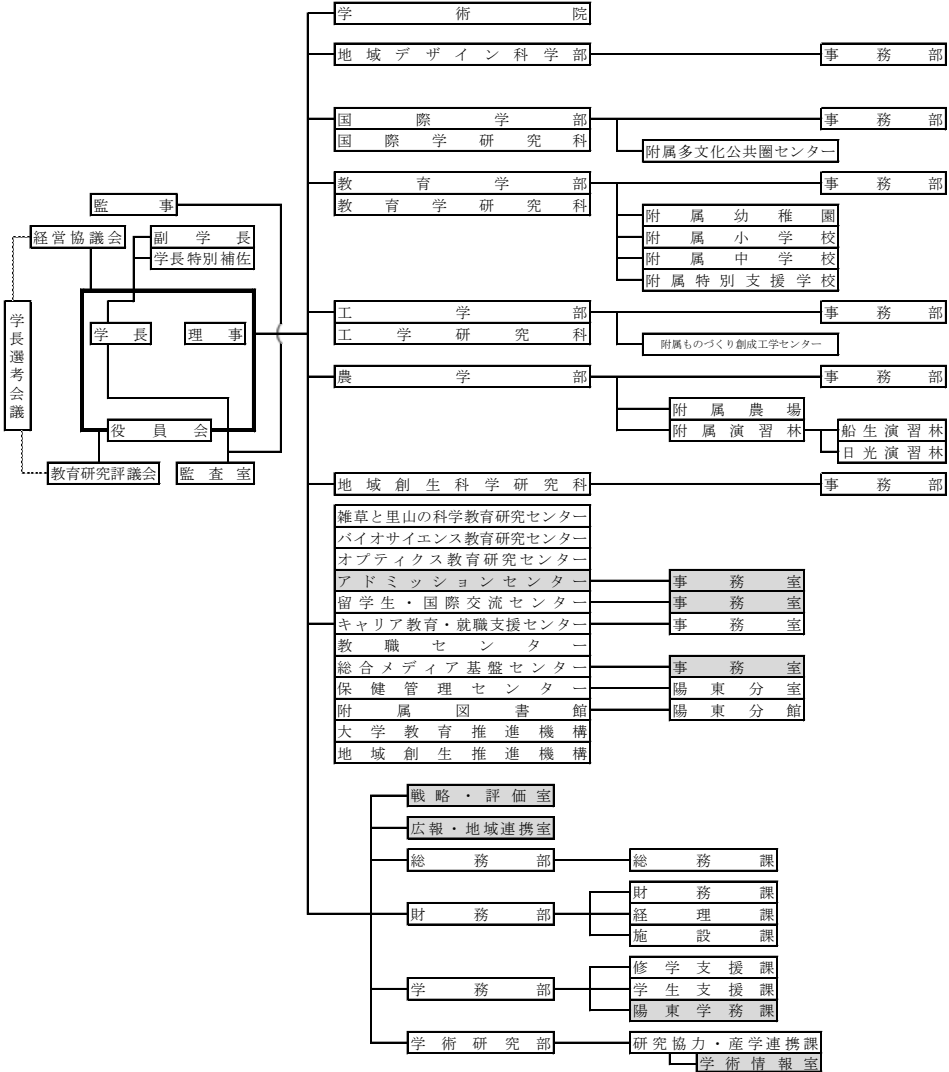 学術院
地域デザイン科学部
事務部
国際学部
事務部
国際学研究科
附属多文化公共圏センター
教育学部
事務部
教育学研究科
附属幼稚園
附属小学校
附属中学校
附属特別支援学校
監事
経営協議会
副学長
学長特別補佐
学長選考会議
学長
理事
役員会
教育研究評議会
監査室
工学部
事務部
工学研究科
附属ものづくり創成工学センター
農学部
事務部
附属農場
附属演習林
船生演習林
日光演習林
地域創生科学研究科
事務部
雑草と里山の科学教育研究センター
バイオサイエンス教育研究センター
オプティクス教育研究センター
アドミッションセンター
事務室
留学生・国際交流センター
事務室
キャリア教育・就職支援センター
事務室
教職センター
総合メディア基盤センター
事務室
保健管理センター
陽東分室
附属図書館
陽東分館
大学教育推進機構
地域創生推進機構
戦略・評価室
広報・地域連携室
総務部
総務課
財務部
財務課
経理課
施設課
学務部
修学支援課
学生支援課
陽東学務課
学術研究部
研究協力・産学連携課
学術情報室